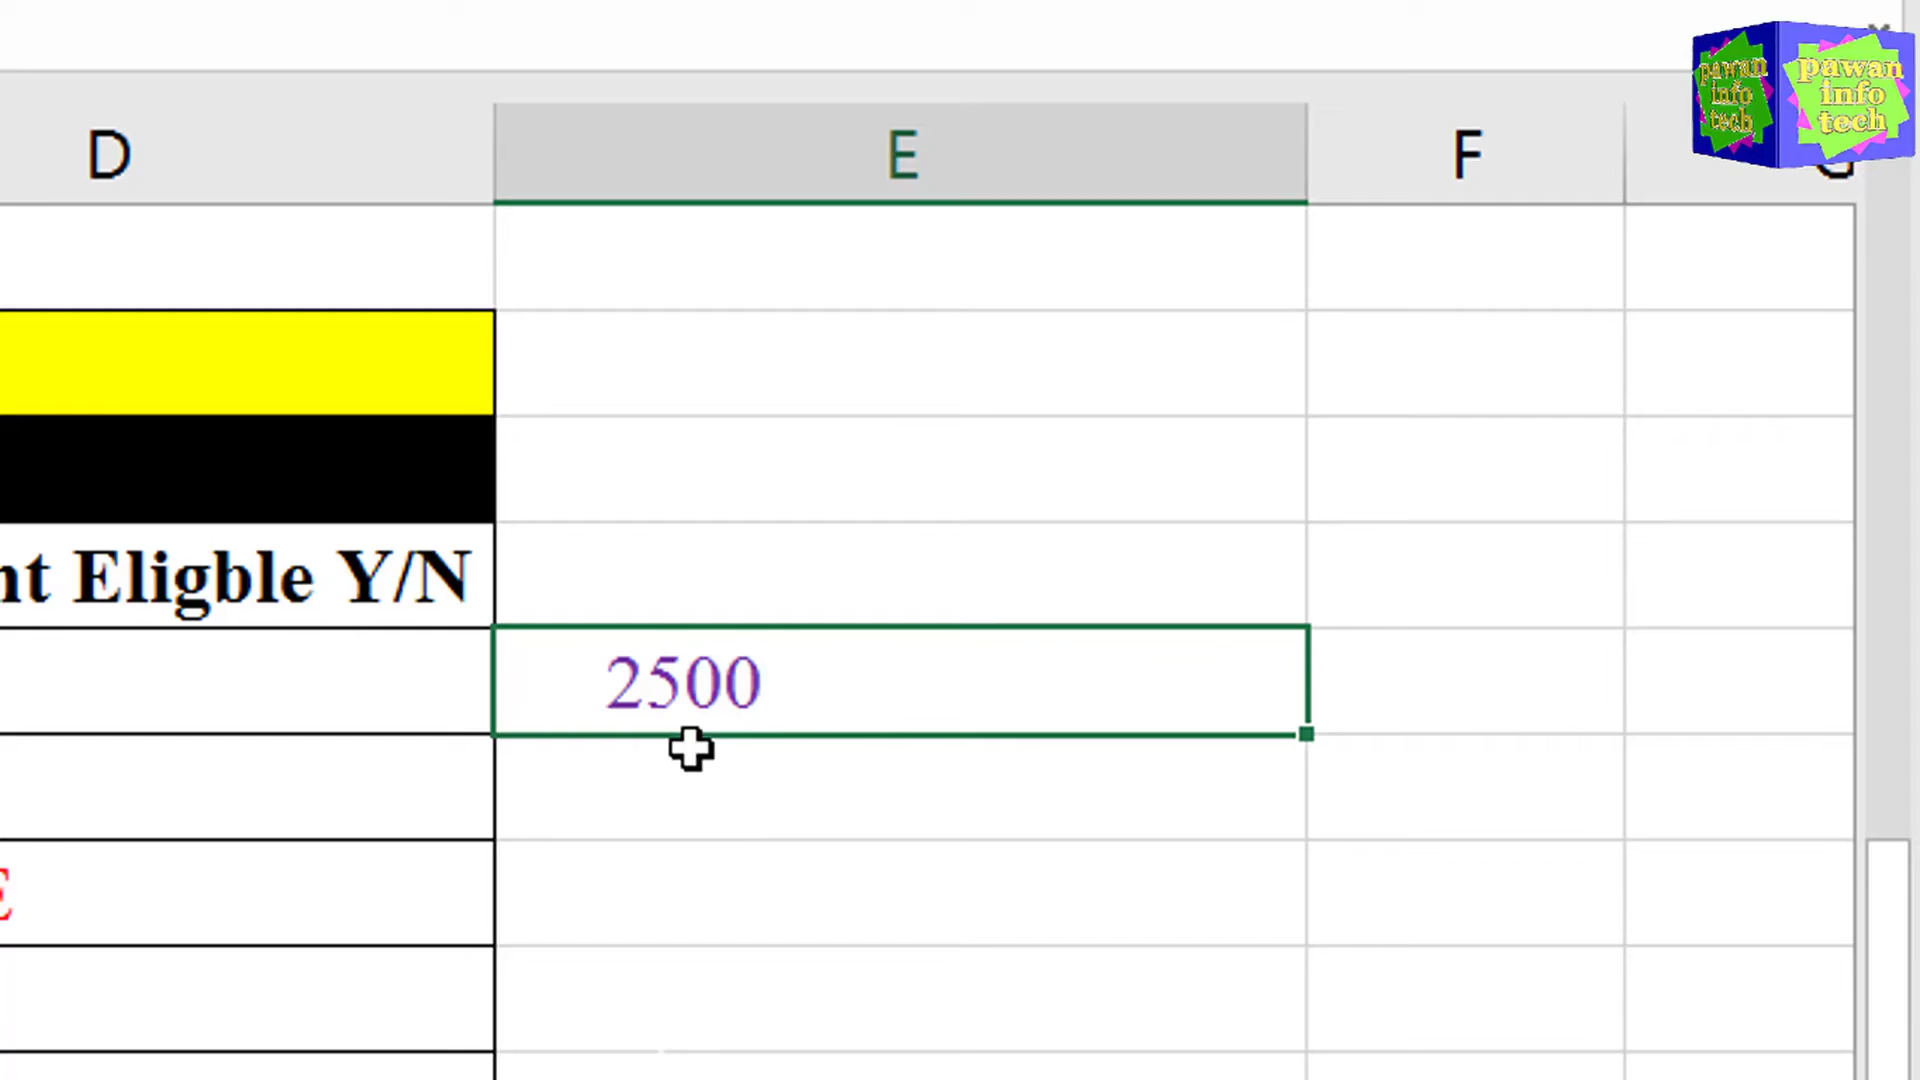 pawan
info
tech
pawan
info
tech
D E F
nt Eligble Y/N
2500
E